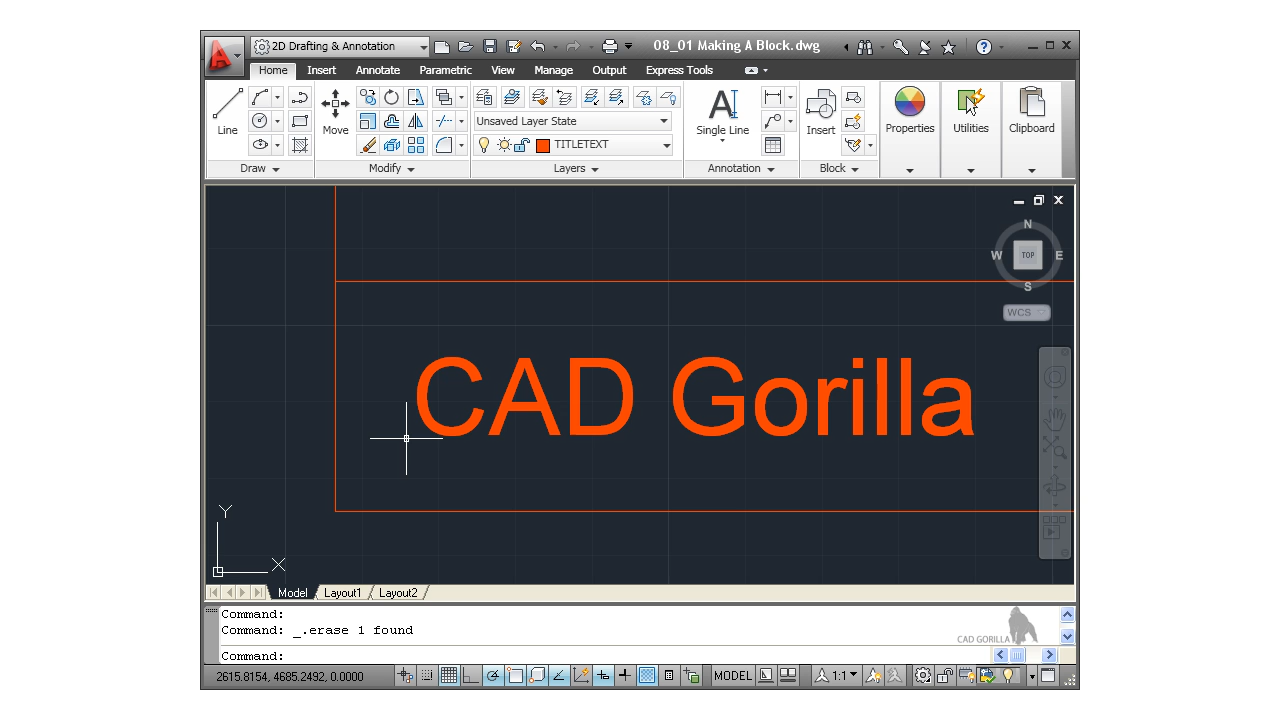 2D Drafting & Annotation
08_01 Making A Block.dwg
Home Insert Annotate Parametric View Manage Output Express Tools
Line
Move
Unsaved Layer State
TITLETEXT
Single Line
Insert
Properties
Utilities
Clipboard
Draw Modify Layers Annotation Block
N
W TOP E
S
WCS
CAD Gorilla
Y
X
Model Layout1 Layout2
Command:
Command: _.erase 1 found
CAD GORILLA
Command:
2615.8154, 4685.2492, 0.0000 MODEL 1:1